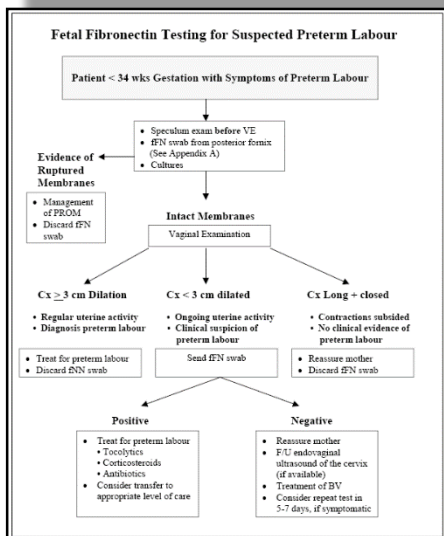 Fetal Fibronectin Testing for Suspected Preterm Labour
Patient < 34 wks Gestation with Symptoms of Preterm Labour
• Speculum exam before VE
• fFN swab from posterior fornix
(See Appendix A)
• Cultures
Evidence of
Ruptured
Membranes
• Management
of PROM
• Discard fFN
swab
Intact Membranes
Vaginal Examination
Cx ≥ 3 cm Dilation
• Regular uterine activity
• Diagnosis preterm labour
• Treat for preterm labour
• Discard fNN swab
Cx < 3 cm dilated
• Ongoing uterine activity
• Clinical suspicion of
preterm labour
Send fFN swab
Cx Long + closed
• Contractions subsided
• No clinical evidence of
preterm labour
• Reassure mother
• Discard fFN swab
Positive
• Treat for preterm labour
• Tocolytics
• Corticosteroids
• Antibiotics
• Consider transfer to
appropriate level of care
Negative
• Reassure mother
• F/U endovaginal
ultrasound of the cervix
(if available)
• Treatment of BV
• Consider repeat test in
5-7 days, if symptomatic